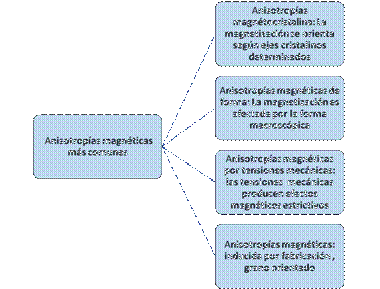 Anisotropías magnéticas
más comunes
Anisotropías
magnetocristalina: La
magnetización se orienta
según ejes cristalinos
determinados
Anisotropías magnéticas de
forma: La magnetización es
afectada por la forma
macroscópica
Anisotropías magnéticas
por tensiones mecánicas:
las tensiones mecánicas
producen efectos
magnéticos estrictivos
Anisotropías magnéticas:
inducida por fabricación,
grano orientado